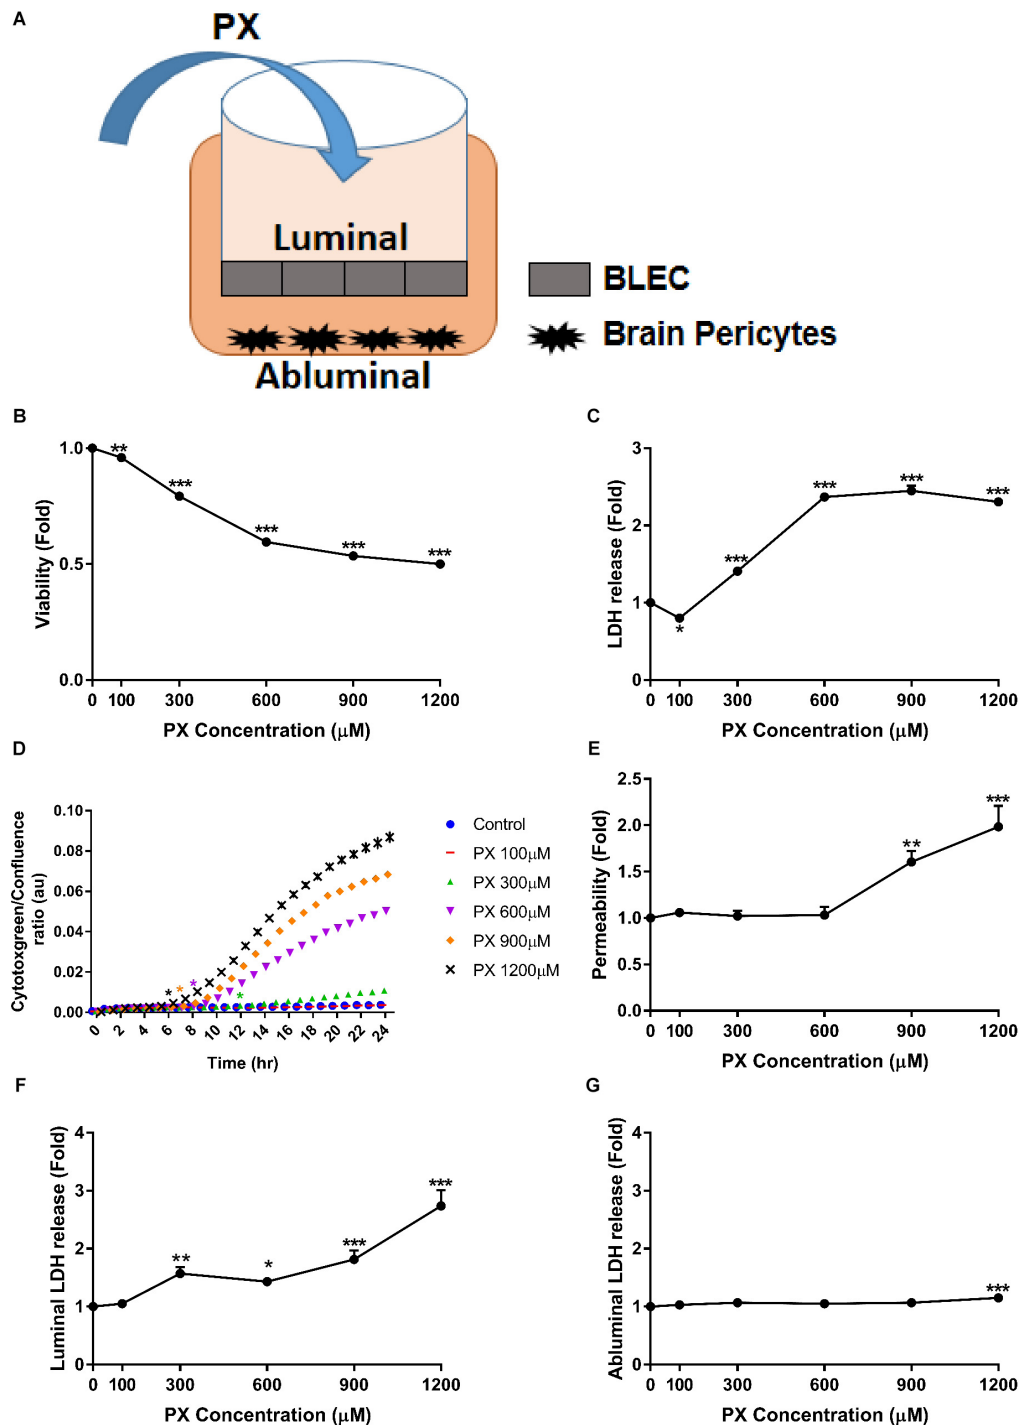 A
PX
Luminal
BLEC
Brain Pericytes
Abluminal
B
1.0
0.5
0.0
Viability (Fold)
**
***
***
***
***
0 100 300 600 900 1200
PX Concentration (µM)
C
3
2
1
0
LDH release (Fold)
*
***
***
***
***
0 100 300 600 900 1200
PX Concentration (µM)
D
0.10
0.08
0.06
0.04
0.02
0.00
Cytotoxgreen/Confluence
ratio (au)
* * * *
0 2 4 6 8 10 12 14 16 18 20 22 24
Time (hr)
Control
PX 100µM
PX 300µM
PX 600µM
PX 900µM
PX 1200µM
E
2.5
2.0
1.5
1.0
0.5
0.0
Permeability (Fold)
**
***
0 100 300 600 900 1200
PX Concentration (µM)
F
4
3
2
1
0
Luminal LDH release (Fold)
**
*
***
***
0 100 300 600 900 1200
PX Concentration (µM)
G
4
3
2
1
0
Abluminal LDH release (Fold)
***
0 100 300 600 900 1200
PX Concentration (µM)